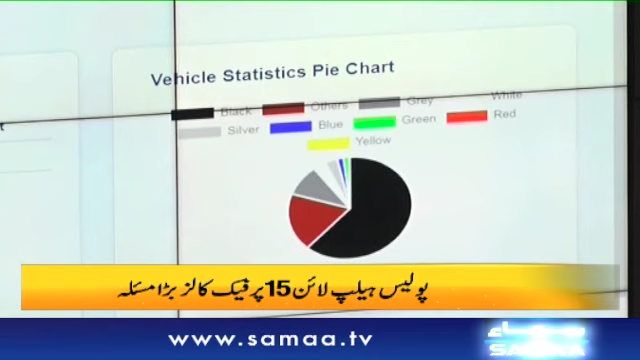 Vehicle Statistics Pie Chart
Black Others Grey White
Silver Blue Green Red
Yellow
پولیس ہیلپ لائن 15 پر فیک کالز بڑا مسئلہ
www.samaa.tv